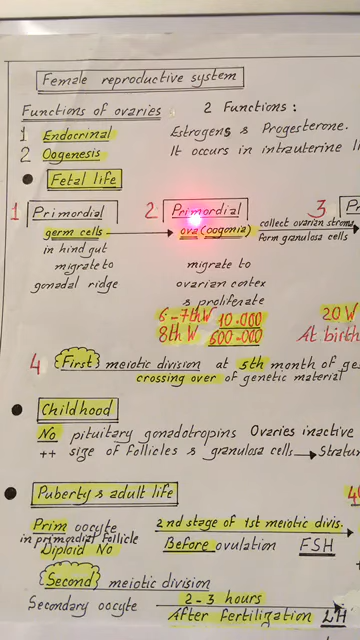 Female reproductive system
Functions of ovaries 2 Functions :
1 Endocrinal Estrogens & Progesterone.
2 Oogenesis It occurs in intrauterine
Fetal life
1 Primordial 2 Primordial 3
germ cells ova (oogonia) collect ovarian stroma
in hind gut form granulosa cells
migrate to migrate to
gonadal ridge ovarian cortex
& proliferate
6-7th W 10.000 20 W
8th W 600-000 At birth
4 First meiotic division at 5th month of
crossing over of genetic material
Childhood
No pituitary gonadotropins Ovaries inactive
++ size of follicles & granulosa cells
Puberty & adult life
Prim oocyte 2nd stage of 1st meiotic divis.
in primordial follicle
Diploid No Before ovulation FSH
Second meiotic division
Secondary oocyte 2-3 hours
After fertilization LH